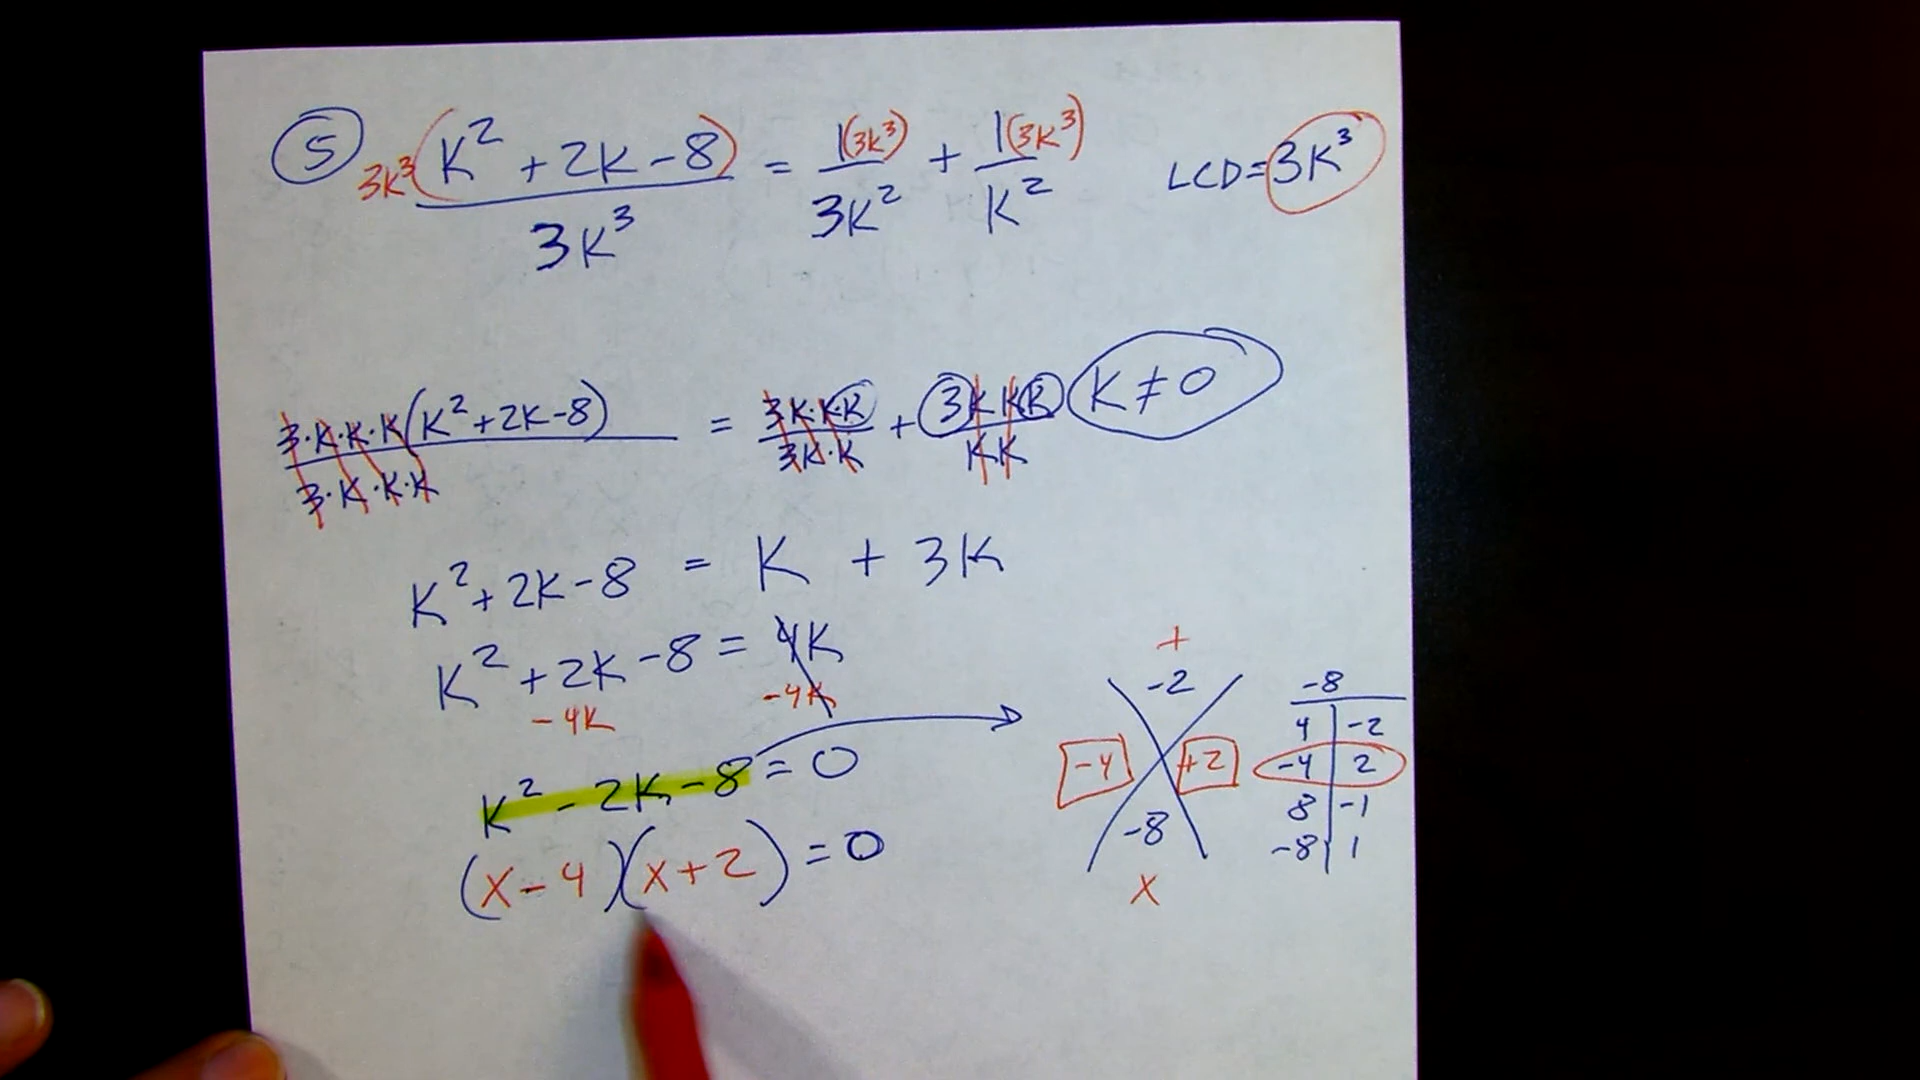 5 3K³(K² + 2K - 8) / 3K³ = 1(3K³) / 3K² + 1(3K³) / K² LCD = 3K³
3·K·K·K(K² + 2K - 8) / 3·K·K·K = 3K·K·K / 3K·K + 3KKK / KK K ≠ 0
K² + 2K - 8 = K + 3K
K² + 2K - 8 = 4K
-4K -4K
K² - 2K - 8 = 0
(x - 4)(x + 2) = 0
+
-2
-4 +2
-8
x
-8
4 -2
-4 2
8 -1
-8 1